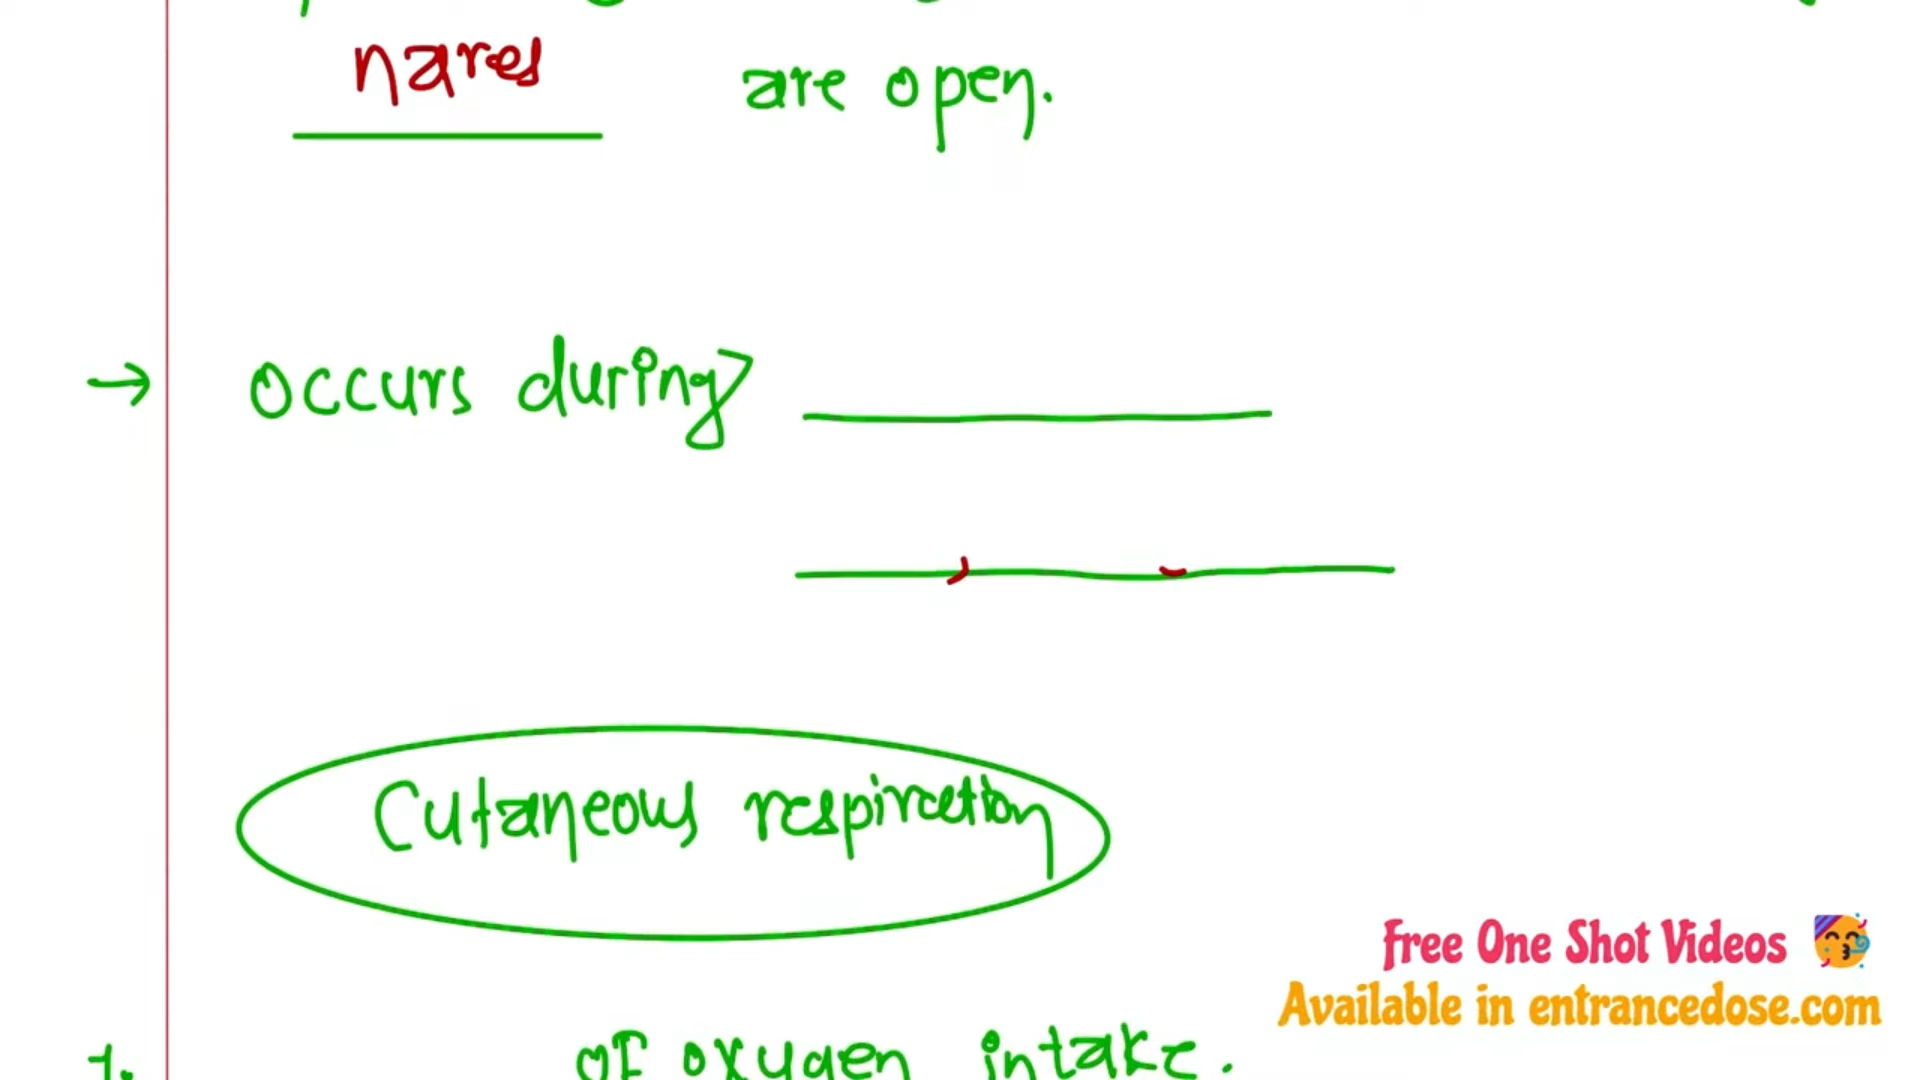 nares are open.
→ occurs during
Cutaneous respiration
Free One Shot Videos 🥳
Available in entrancedose.com
of oxygen intake.